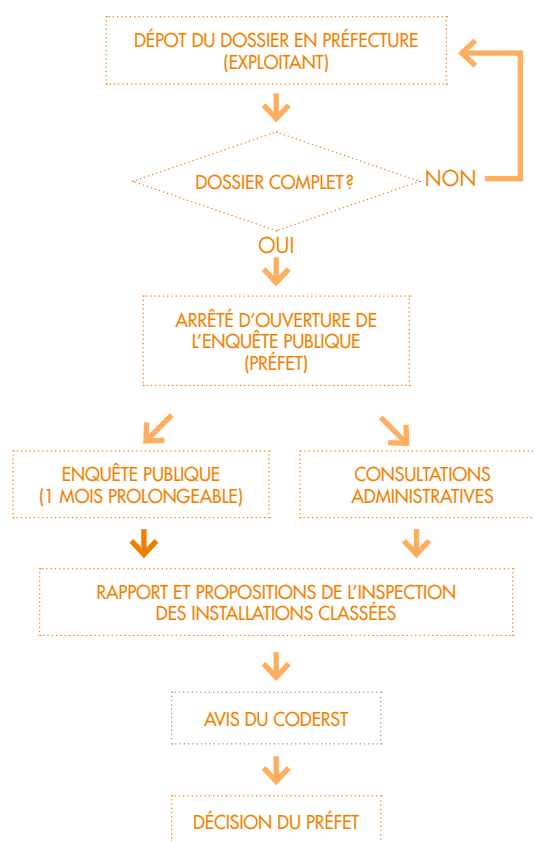 DÉPOT DU DOSSIER EN PRÉFECTURE
(EXPLOITANT)
DOSSIER COMPLET ?
NON
OUI
ARRÊTÉ D'OUVERTURE DE
L'ENQUÊTE PUBLIQUE
(PRÉFET)
ENQUÊTE PUBLIQUE
(1 MOIS PROLONGEABLE)
CONSULTATIONS
ADMINISTRATIVES
RAPPORT ET PROPOSITIONS DE L'INSPECTION
DES INSTALLATIONS CLASSÉES
AVIS DU CODERST
DÉCISION DU PRÉFET